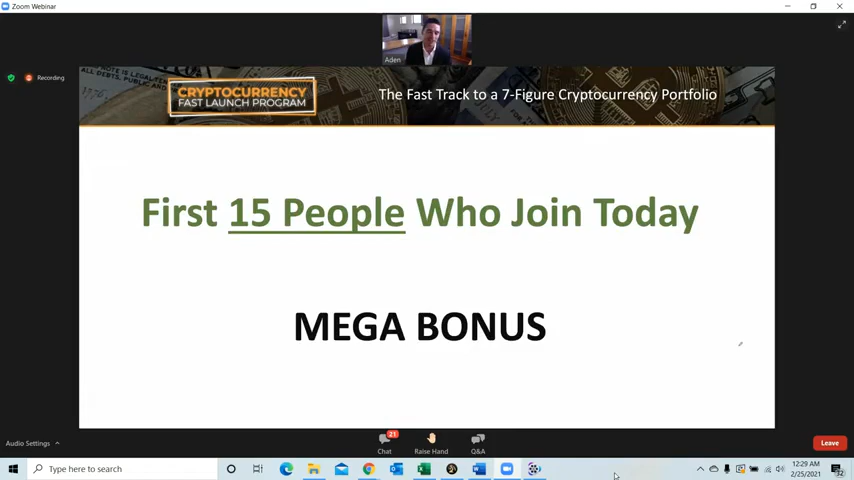 Zoom Webinar
Aden
Recording
CRYPTOCURRENCY
FAST LAUNCH PROGRAM
The Fast Track to a 7-Figure Cryptocurrency Portfolio
First 15 People Who Join Today
MEGA BONUS
Audio Settings
21
Chat
Raise Hand
Q&A
Leave
Type here to search
12:29 AM
2/25/2021
32